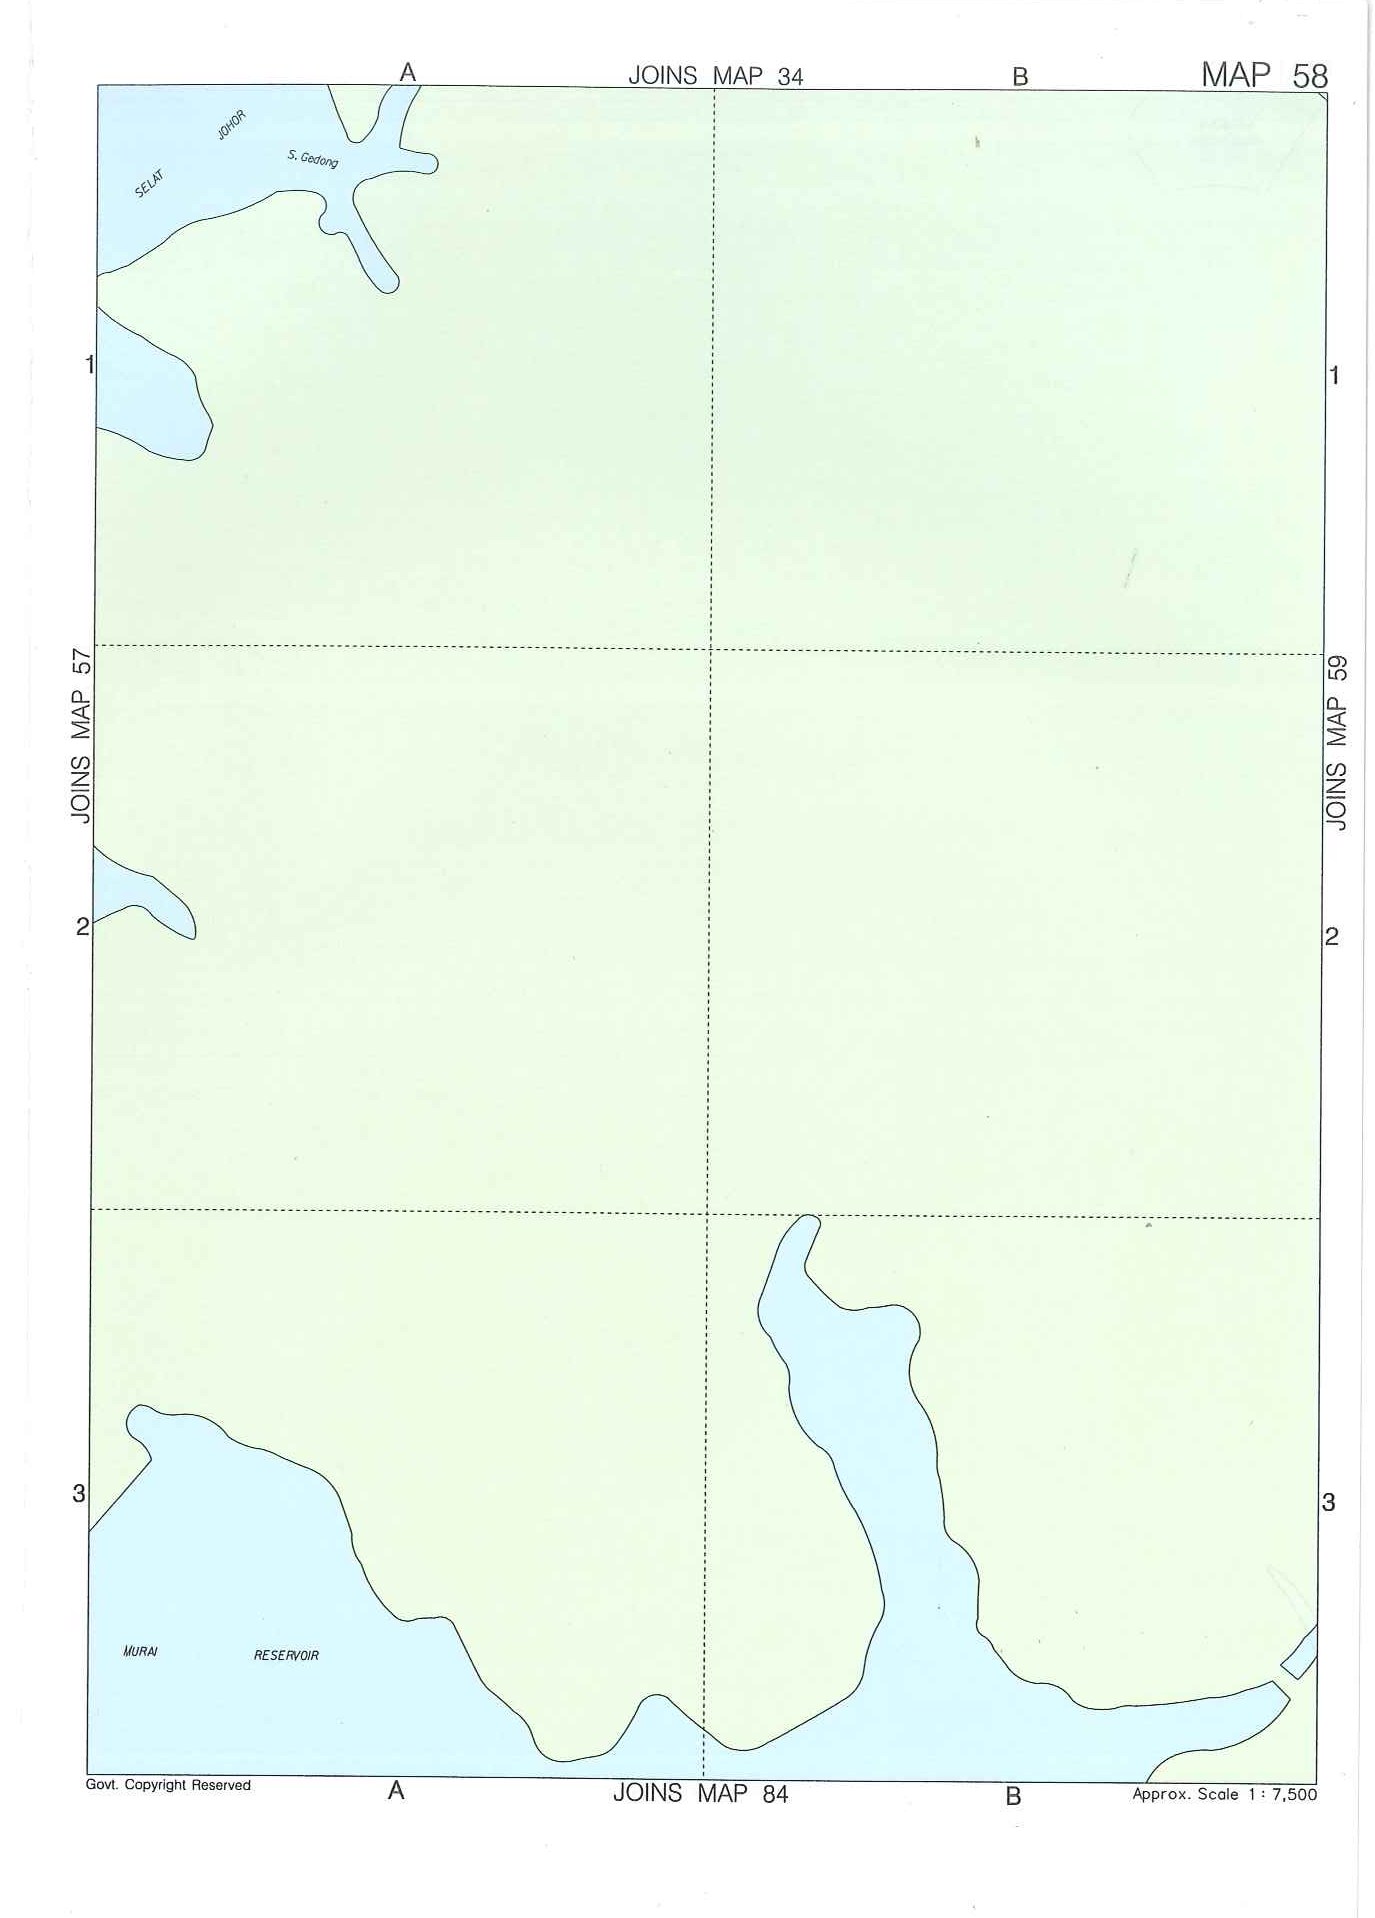 A JOINS MAP 34 B MAP 58
JOHOR
SELAT
S. Gedong
1 1
JOINS MAP 57
JOINS MAP 59
2 2
3 3
MURAI RESERVOIR
Govt. Copyright Reserved A JOINS MAP 84 B Approx. Scale 1 : 7,500